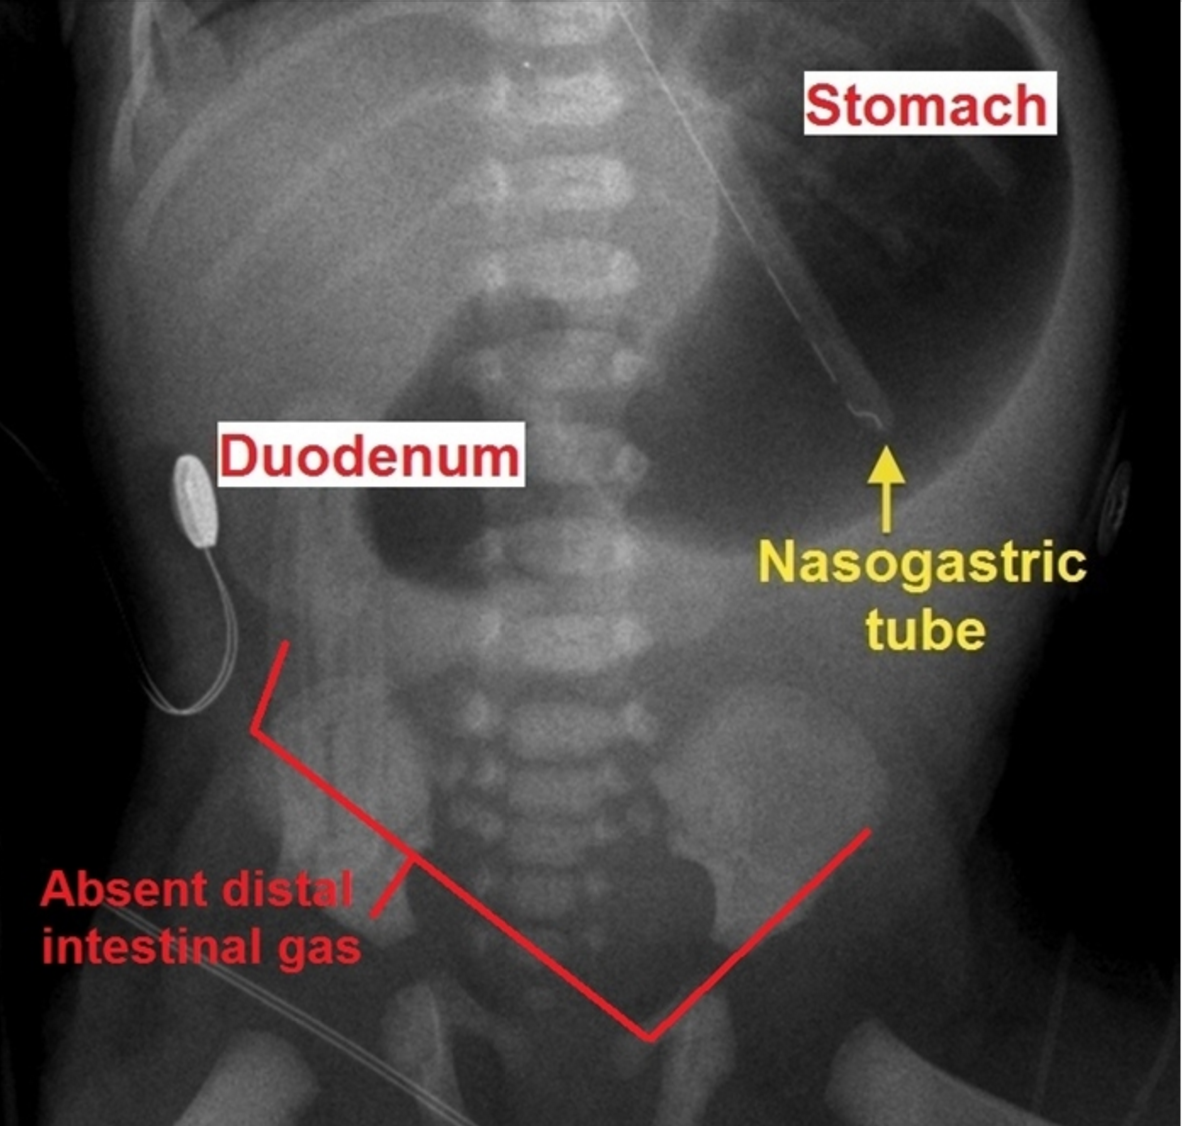 Stomach
Duodenum
Nasogastric
tube
Absent distal
intestinal gas